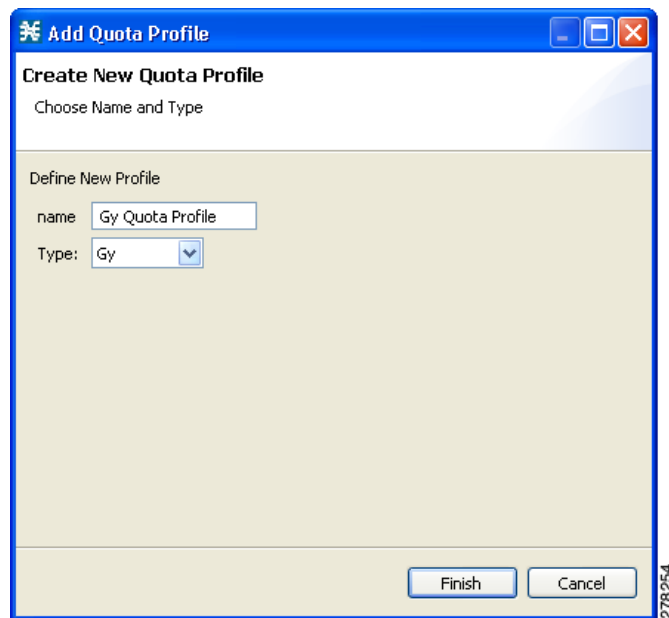 Add Quota Profile
Create New Quota Profile
Choose Name and Type
Define New Profile
name Gy Quota Profile
Type: Gy
Finish Cancel
278254